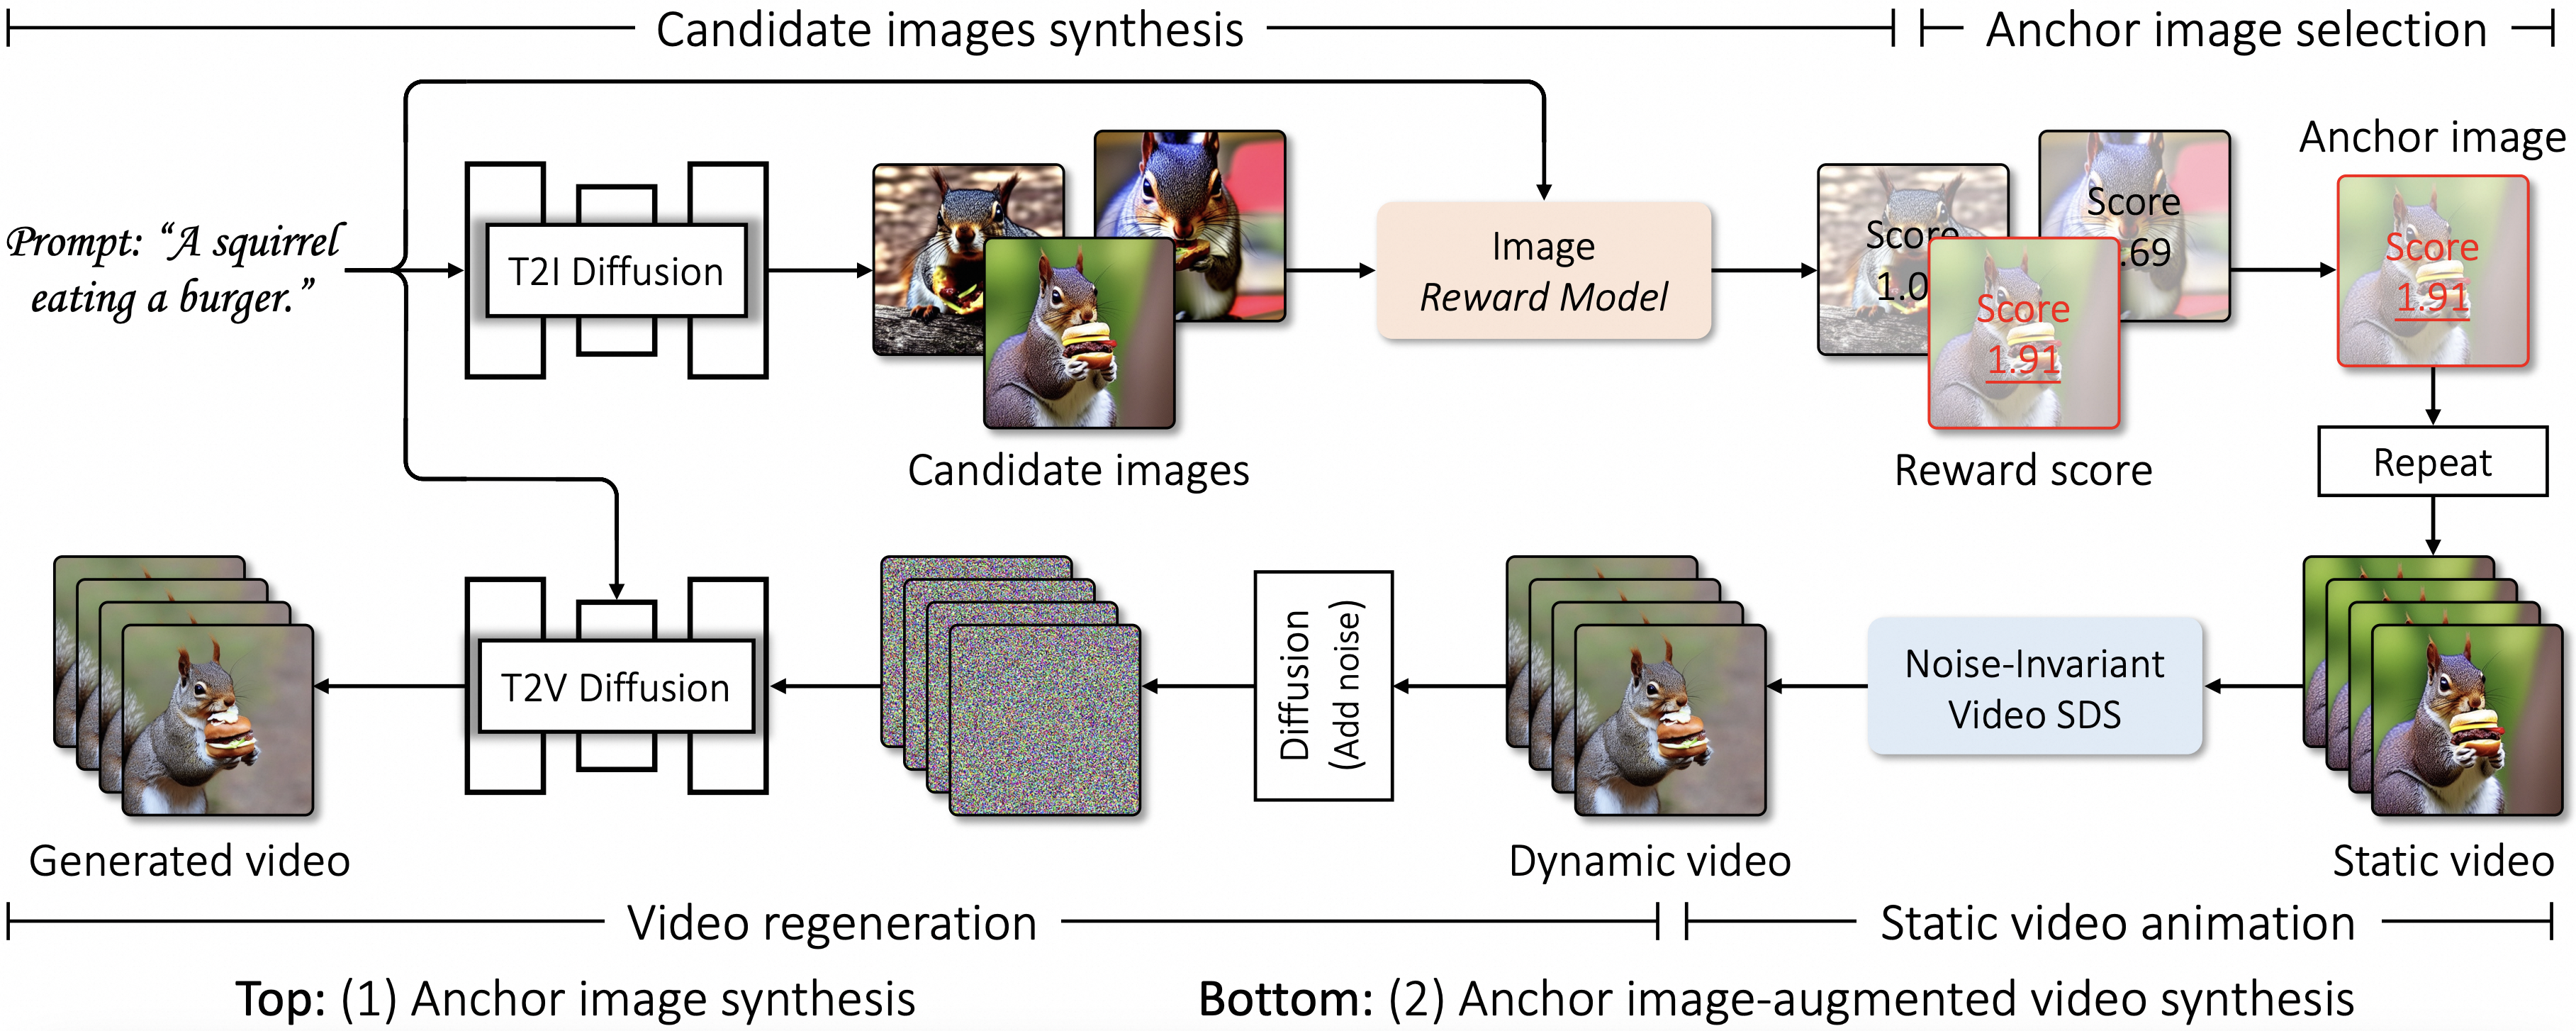 Candidate images synthesis
Anchor image selection
Prompt: “A squirrel
eating a burger.”
T2I Diffusion
Candidate images
Image
Reward Model
Score
1.0
Score
.69
Score
1.91
Reward score
Anchor image
Score
1.91
Repeat
Generated video
T2V Diffusion
Diffusion
(Add noise)
Dynamic video
Noise-Invariant
Video SDS
Static video
Video regeneration
Static video animation
Top: (1) Anchor image synthesis
Bottom: (2) Anchor image-augmented video synthesis